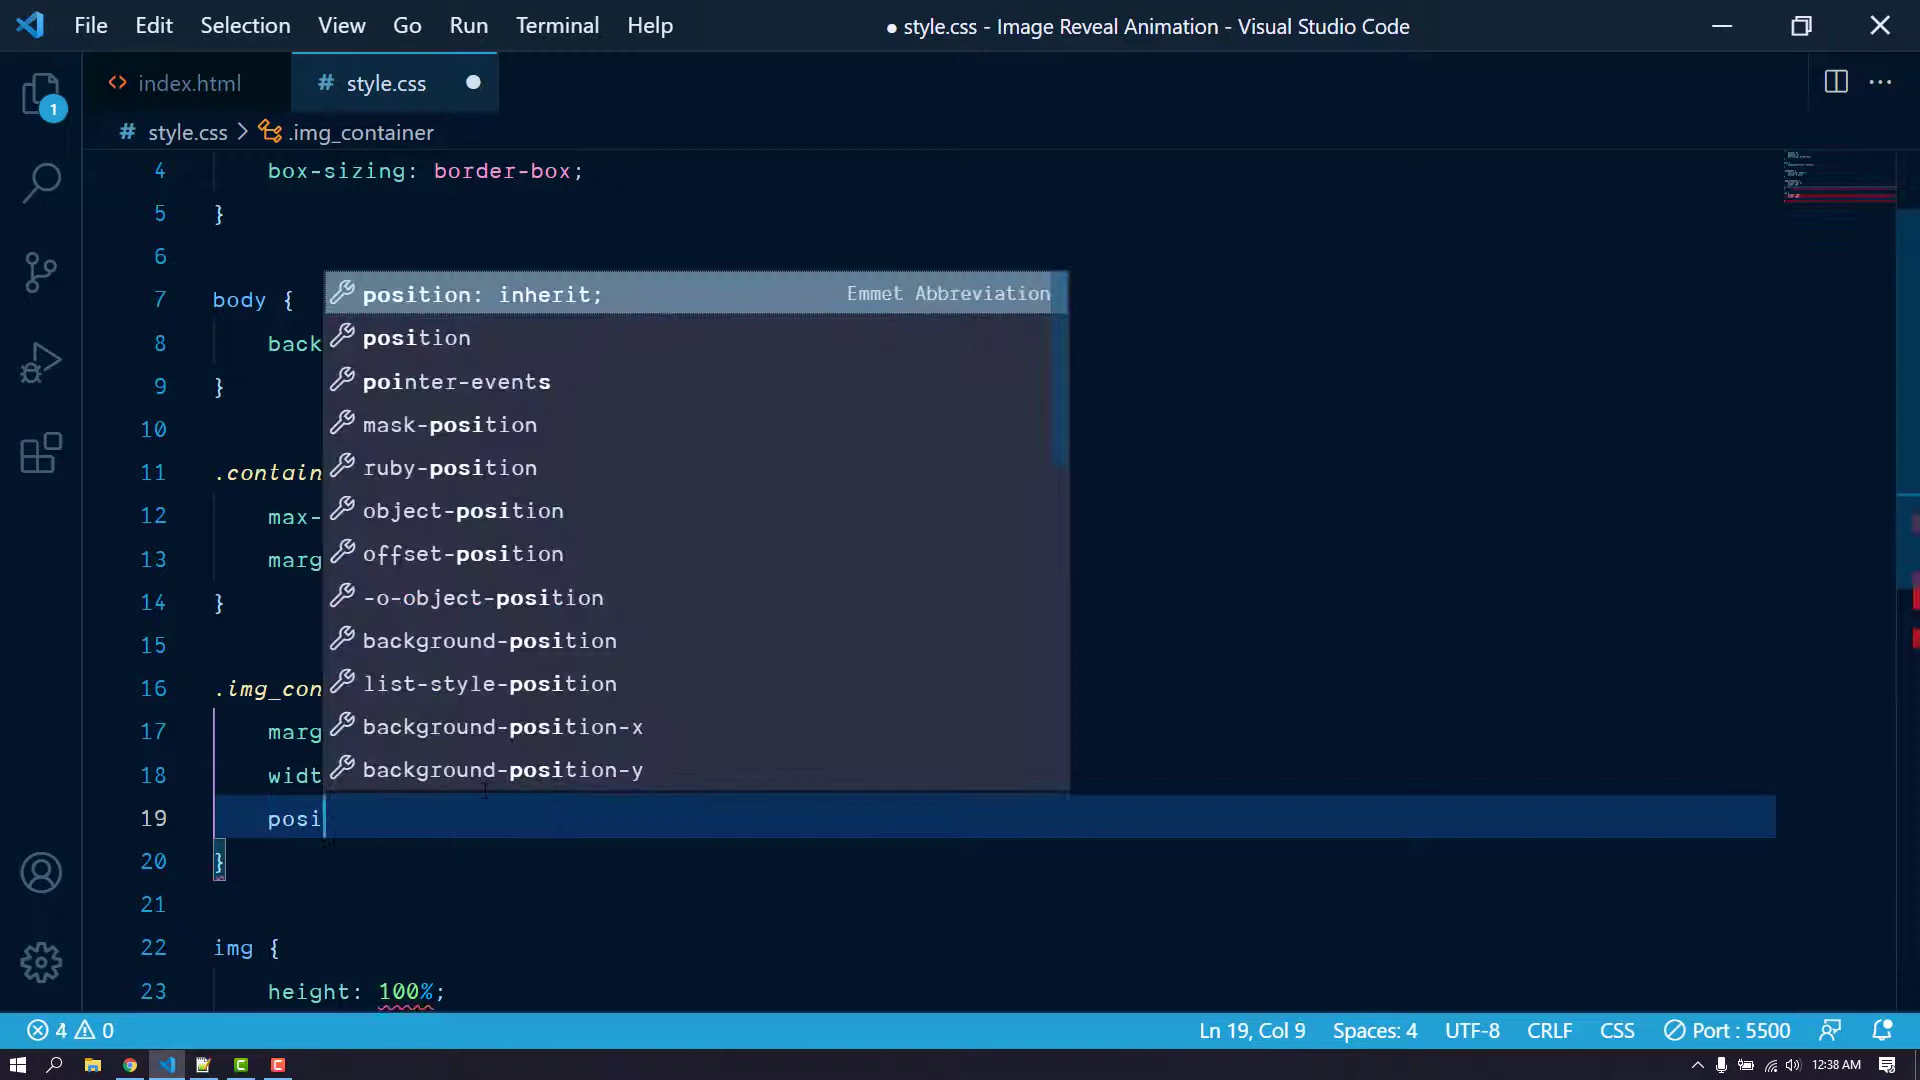 File Edit Selection View Go Run Terminal Help
● style.css - Image Reveal Animation - Visual Studio Code
<> index.html
# style.css ●
1
# style.css > .img_container
4 box-sizing: border-box;
5 }
6
7 body {
8 back
9 }
10
11 .contain
12 max-
13 marg
14 }
15
16 .img_con
17 marg
18 widt
19 posi
20 }
21
22 img {
23 height: 100%;
position: inherit; Emmet Abbreviation
position
pointer-events
mask-position
ruby-position
object-position
offset-position
-o-object-position
background-position
list-style-position
background-position-x
background-position-y
4 0
Ln 19, Col 9 Spaces: 4 UTF-8 CRLF CSS Port : 5500
12:38 AM